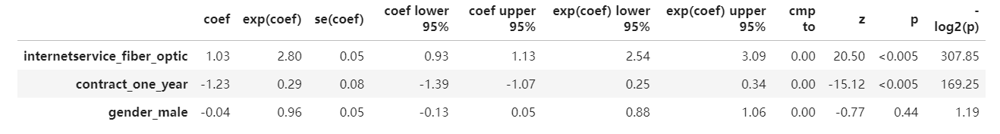 coef exp(coef) se(coef) coef lower 95% coef upper 95% exp(coef) lower 95% exp(coef) upper 95% cmp to z p -log2(p)
internetservice_fiber_optic 1.03 2.80 0.05 0.93 1.13 2.54 3.09 0.00 20.50 <0.005 307.85
contract_one_year -1.23 0.29 0.08 -1.39 -1.07 0.25 0.34 0.00 -15.12 <0.005 169.25
gender_male -0.04 0.96 0.05 -0.13 0.05 0.88 1.06 0.00 -0.77 0.44 1.19